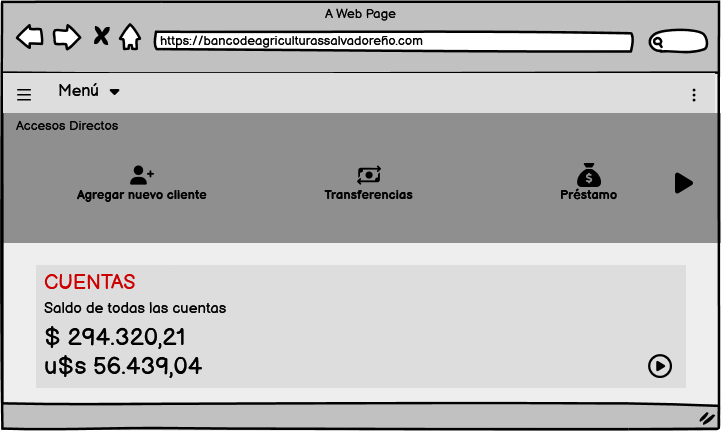 A Web Page
https://bancodeagriculturassalvadoreño.com
Menú
Accesos Directos
Agregar nuevo cliente
Transferencias
Préstamo
CUENTAS
Saldo de todas las cuentas
$ 294.320,21
u$s 56.439,04